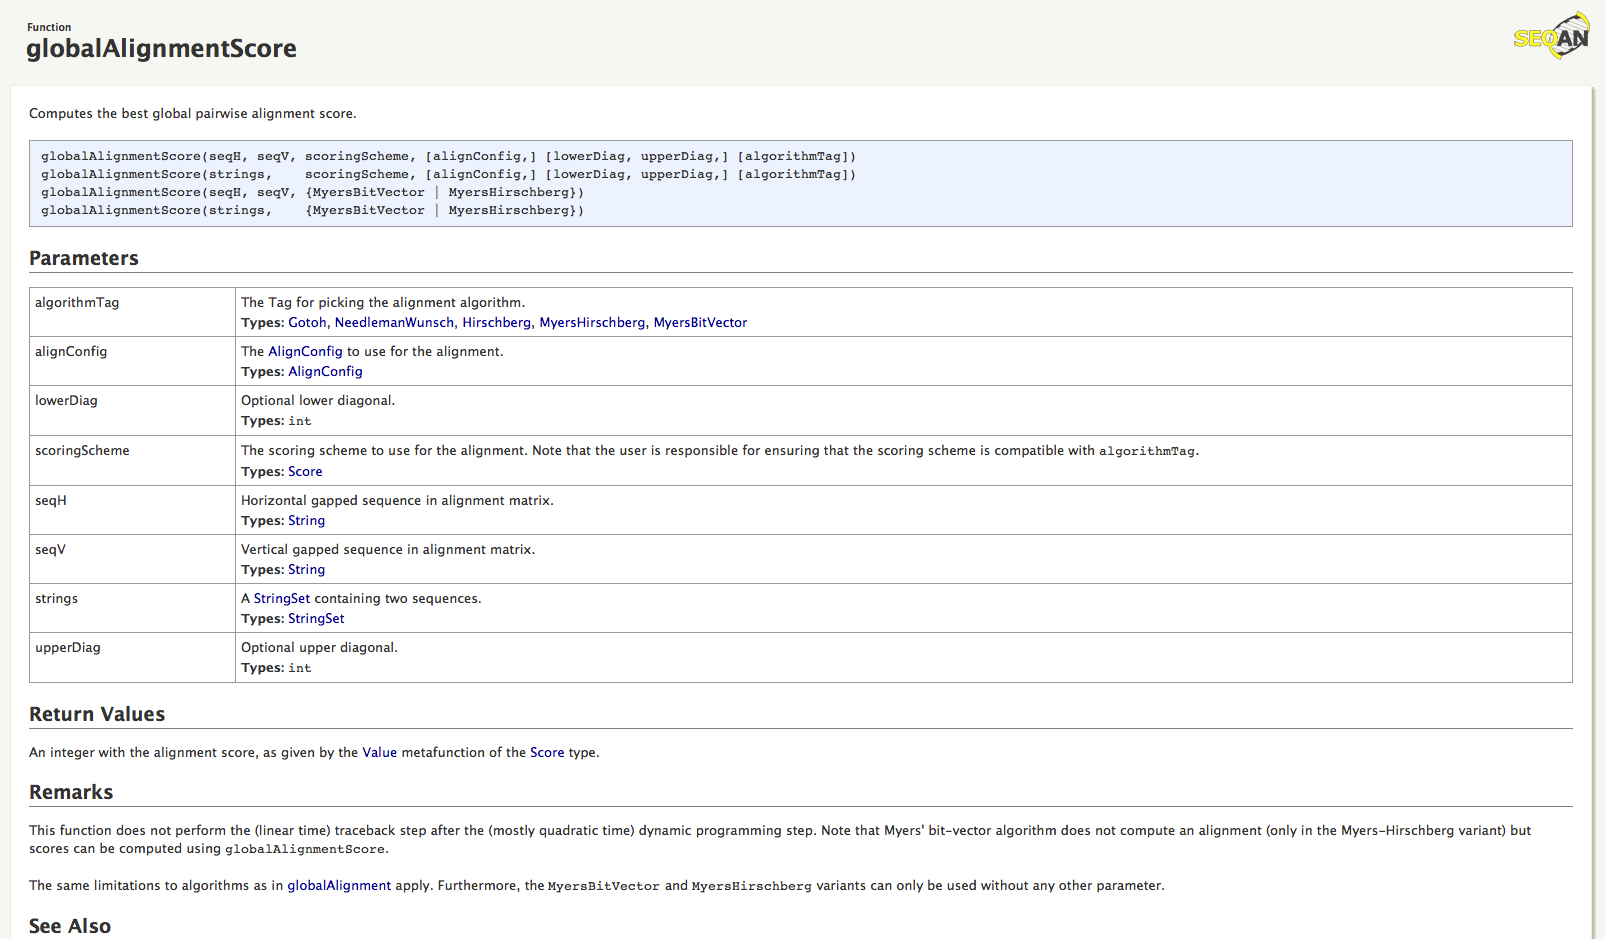 Function
globalAlignmentScore
SEQAN
Computes the best global pairwise alignment score.
globalAlignmentScore(seqH, seqV, scoringScheme, [alignConfig,] [lowerDiag, upperDiag,] [algorithmTag])
globalAlignmentScore(strings,    scoringScheme, [alignConfig,] [lowerDiag, upperDiag,] [algorithmTag])
globalAlignmentScore(seqH, seqV, {MyersBitVector | MyersHirschberg})
globalAlignmentScore(strings,    {MyersBitVector | MyersHirschberg})
Parameters
algorithmTag
The Tag for picking the alignment algorithm.
Types: Gotoh, NeedlemanWunsch, Hirschberg, MyersHirschberg, MyersBitVector
alignConfig
The AlignConfig to use for the alignment.
Types: AlignConfig
lowerDiag
Optional lower diagonal.
Types: int
scoringScheme
The scoring scheme to use for the alignment. Note that the user is responsible for ensuring that the scoring scheme is compatible with algorithmTag.
Types: Score
seqH
Horizontal gapped sequence in alignment matrix.
Types: String
seqV
Vertical gapped sequence in alignment matrix.
Types: String
strings
A StringSet containing two sequences.
Types: StringSet
upperDiag
Optional upper diagonal.
Types: int
Return Values
An integer with the alignment score, as given by the Value metafunction of the Score type.
Remarks
This function does not perform the (linear time) traceback step after the (mostly quadratic time) dynamic programming step. Note that Myers' bit-vector algorithm does not compute an alignment (only in the Myers-Hirschberg variant) but
scores can be computed using globalAlignmentScore.
The same limitations to algorithms as in globalAlignment apply. Furthermore, the MyersBitVector and MyersHirschberg variants can only be used without any other parameter.
See Also